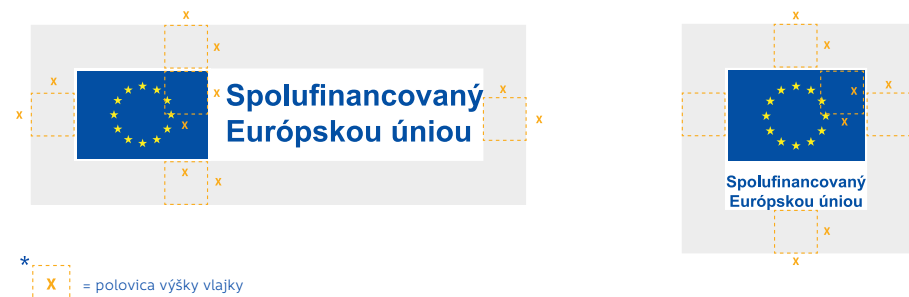 x
x
x
x
x
x
x
x
x
Spolufinancovaný
Európskou úniou
x
x
x
x
x
x
Spolufinancovaný
Európskou úniou
x
x
*
x = polovica výšky vlajky